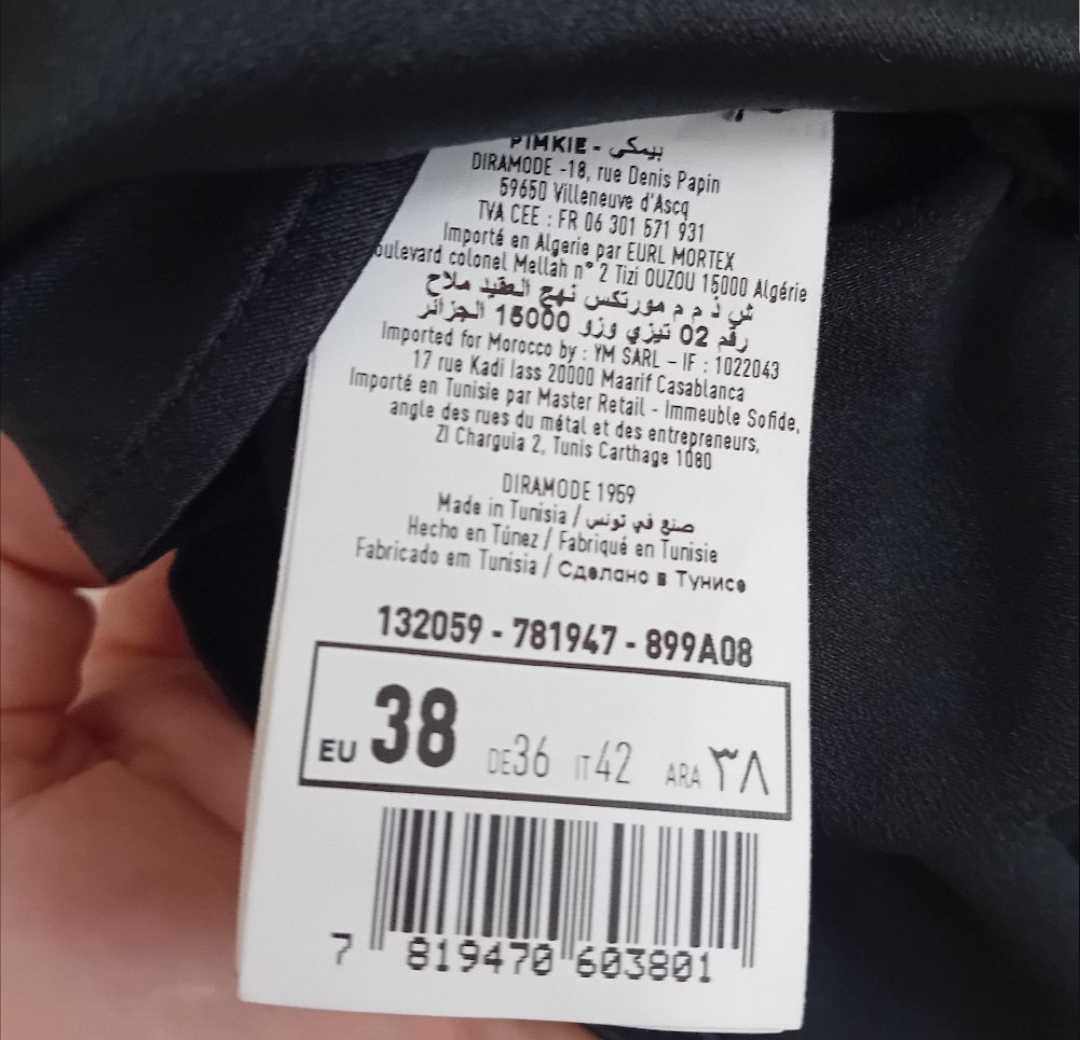 PIMKIE - بيمكي
DIRAMODE -18, rue Denis Papin
59650 Villeneuve d'Ascq
TVA CEE : FR 06 301 571 931
Importé en Algerie par EURL MORTEX
oulevard colonel Mellah n° 2 Tizi OUZOU 15000 Algérie
ش ذ م م مورتكس نهج العقيد ملاح
رقم 02 تيزي وزو 15000 الجزائر
Imported for Morocco by : YM SARL – IF : 1022043
17 rue Kadi Iass 20000 Maarif Casablanca
Importé en Tunisie par Master Retail - Immeuble Sofide,
angle des rues du métal et des entrepreneurs,
ZI Charguia 2, Tunis Carthage 1080
DIRAMODE 1959
Made in Tunisia / صنع في تونس
Hecho en Túnez / Fabriqué en Tunisie
Fabricado em Tunisia / Сделано в Тунисе
132059 - 781947 - 899A08
EU 38 DE36 IT42 ARA ٣٨
7 819470 603801